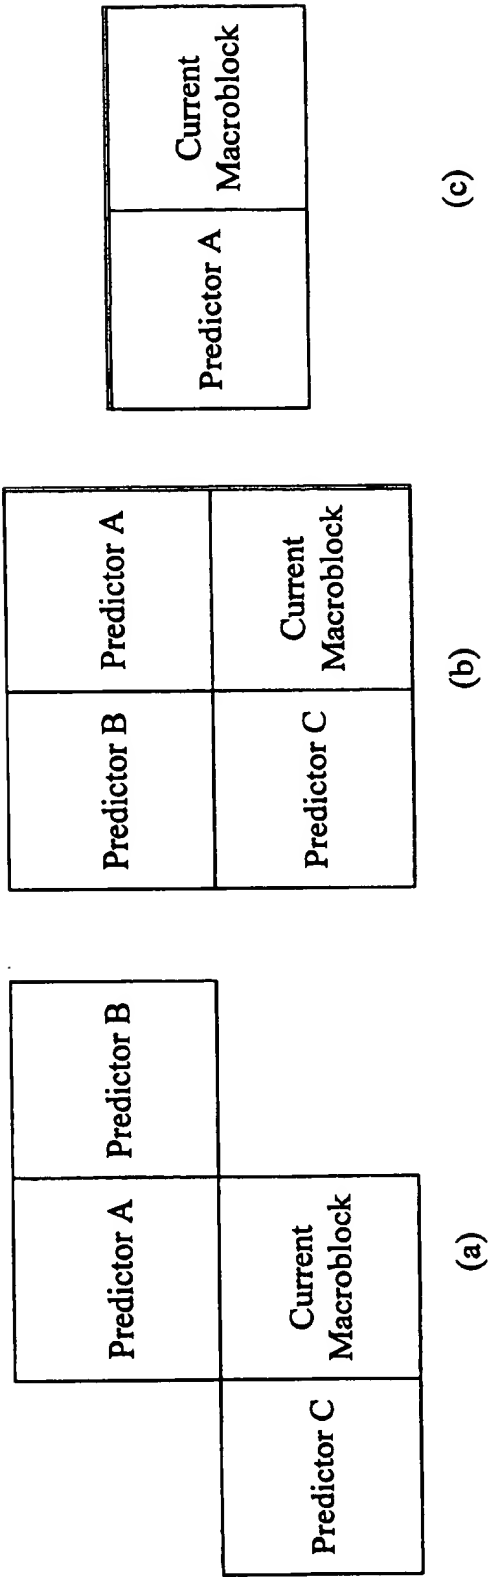 Predictor A
Predictor B
Predictor C
Current
Macroblock
(a)
Predictor B
Predictor A
Predictor C
Current
Macroblock
(b)
Predictor A
Current
Macroblock
(c)